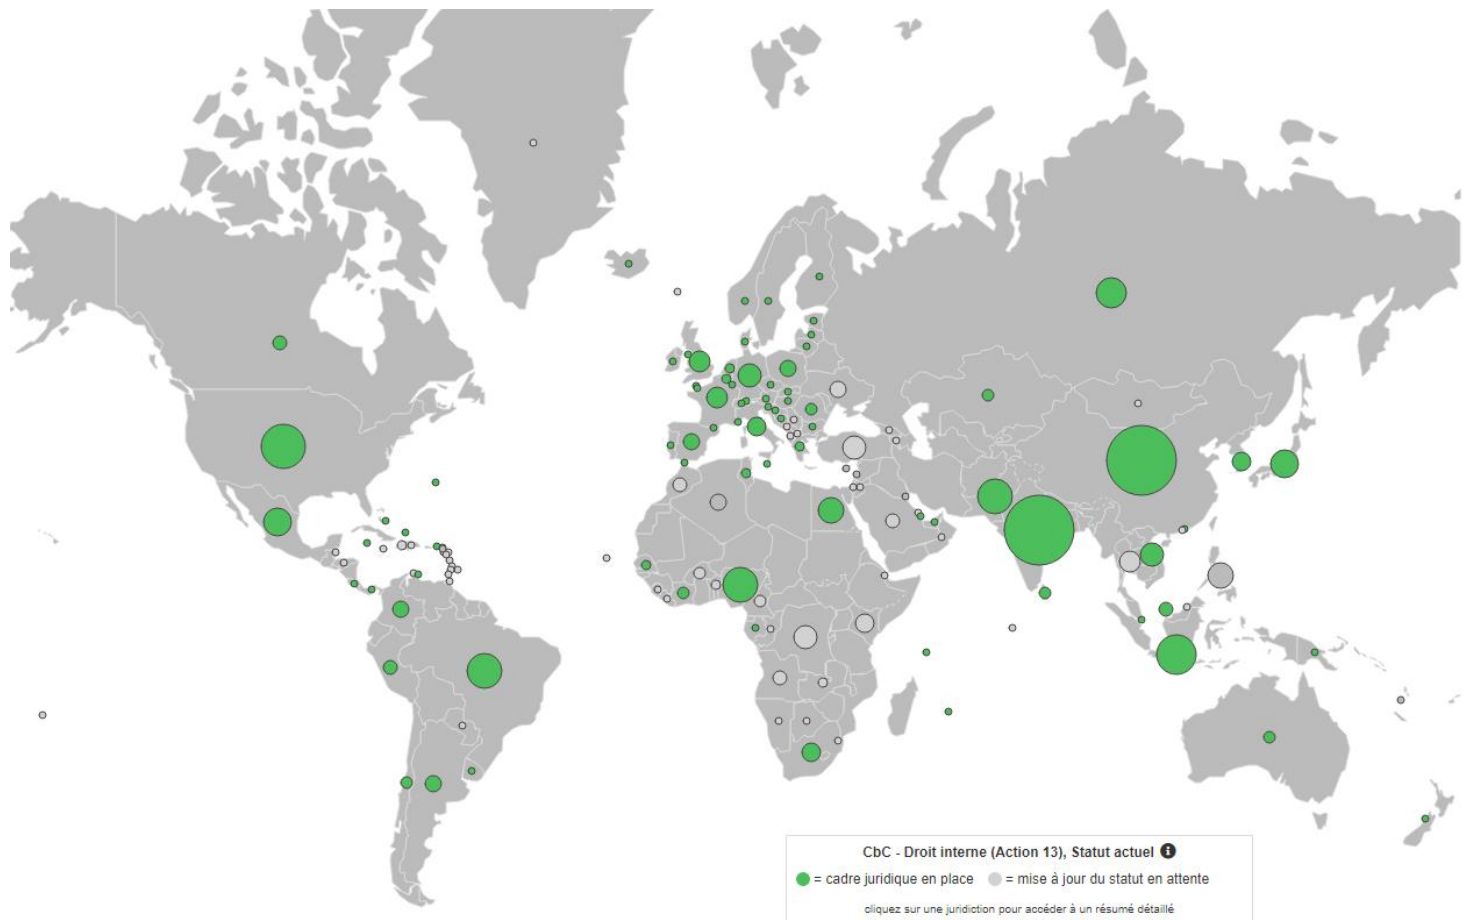 CbC - Droit interne (Action 13), Statut actuel
= cadre juridique en place = mise à jour du statut en attente
cliquez sur une juridiction pour accéder à un résumé détaillé